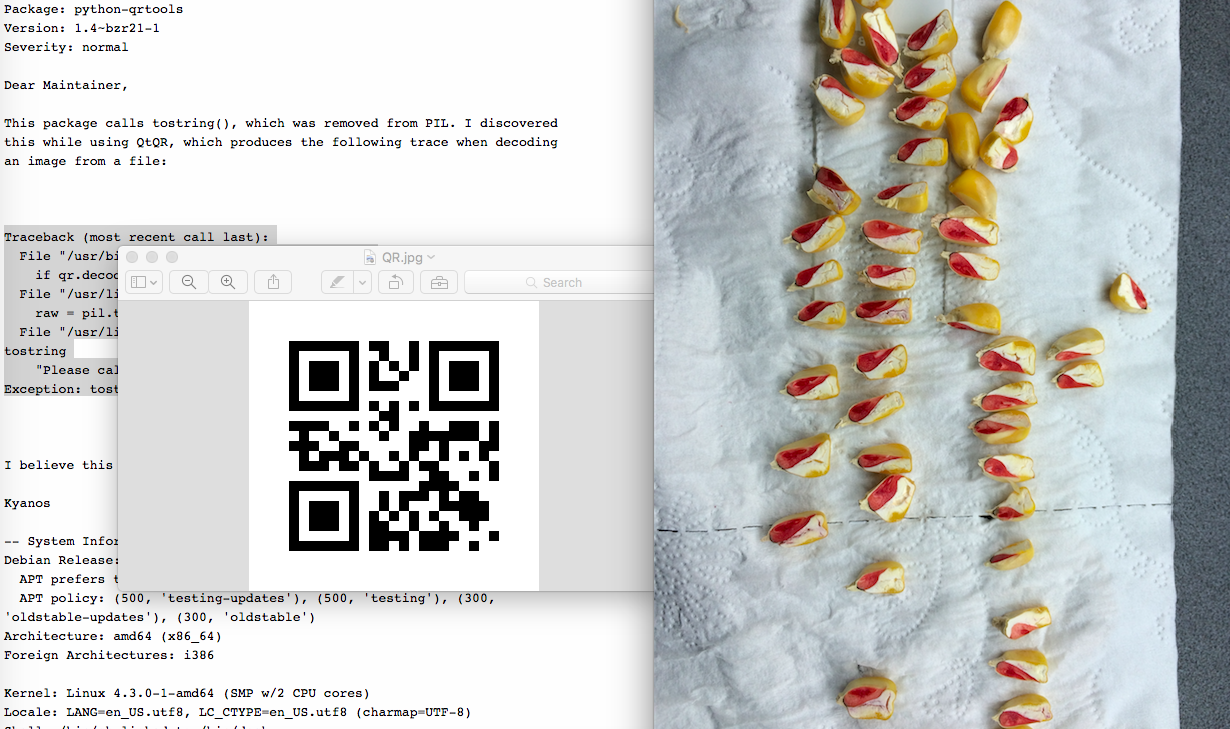 Package: python-qrtools
Version: 1.4~bzr21-1
Severity: normal
Dear Maintainer,
This package calls tostring(), which was removed from PIL. I discovered
this while using QtQR, which produces the following trace when decoding
an image from a file:
Traceback (most recent call last):
File "/usr/bi
if qr.deco
File "/usr/li
raw = pil.t
File "/usr/li
tostring
"Please cal
Exception: tost
QR.jpg
Search
I believe this
Kyanos
-- System Infor
Debian Release:
APT prefers t
APT policy: (500, 'testing-updates'), (500, 'testing'), (300,
'oldstable-updates'), (300, 'oldstable')
Architecture: amd64 (x86_64)
Foreign Architectures: i386
Kernel: Linux 4.3.0-1-amd64 (SMP w/2 CPU cores)
Locale: LANG=en_US.utf8, LC_CTYPE=en_US.utf8 (charmap=UTF-8)